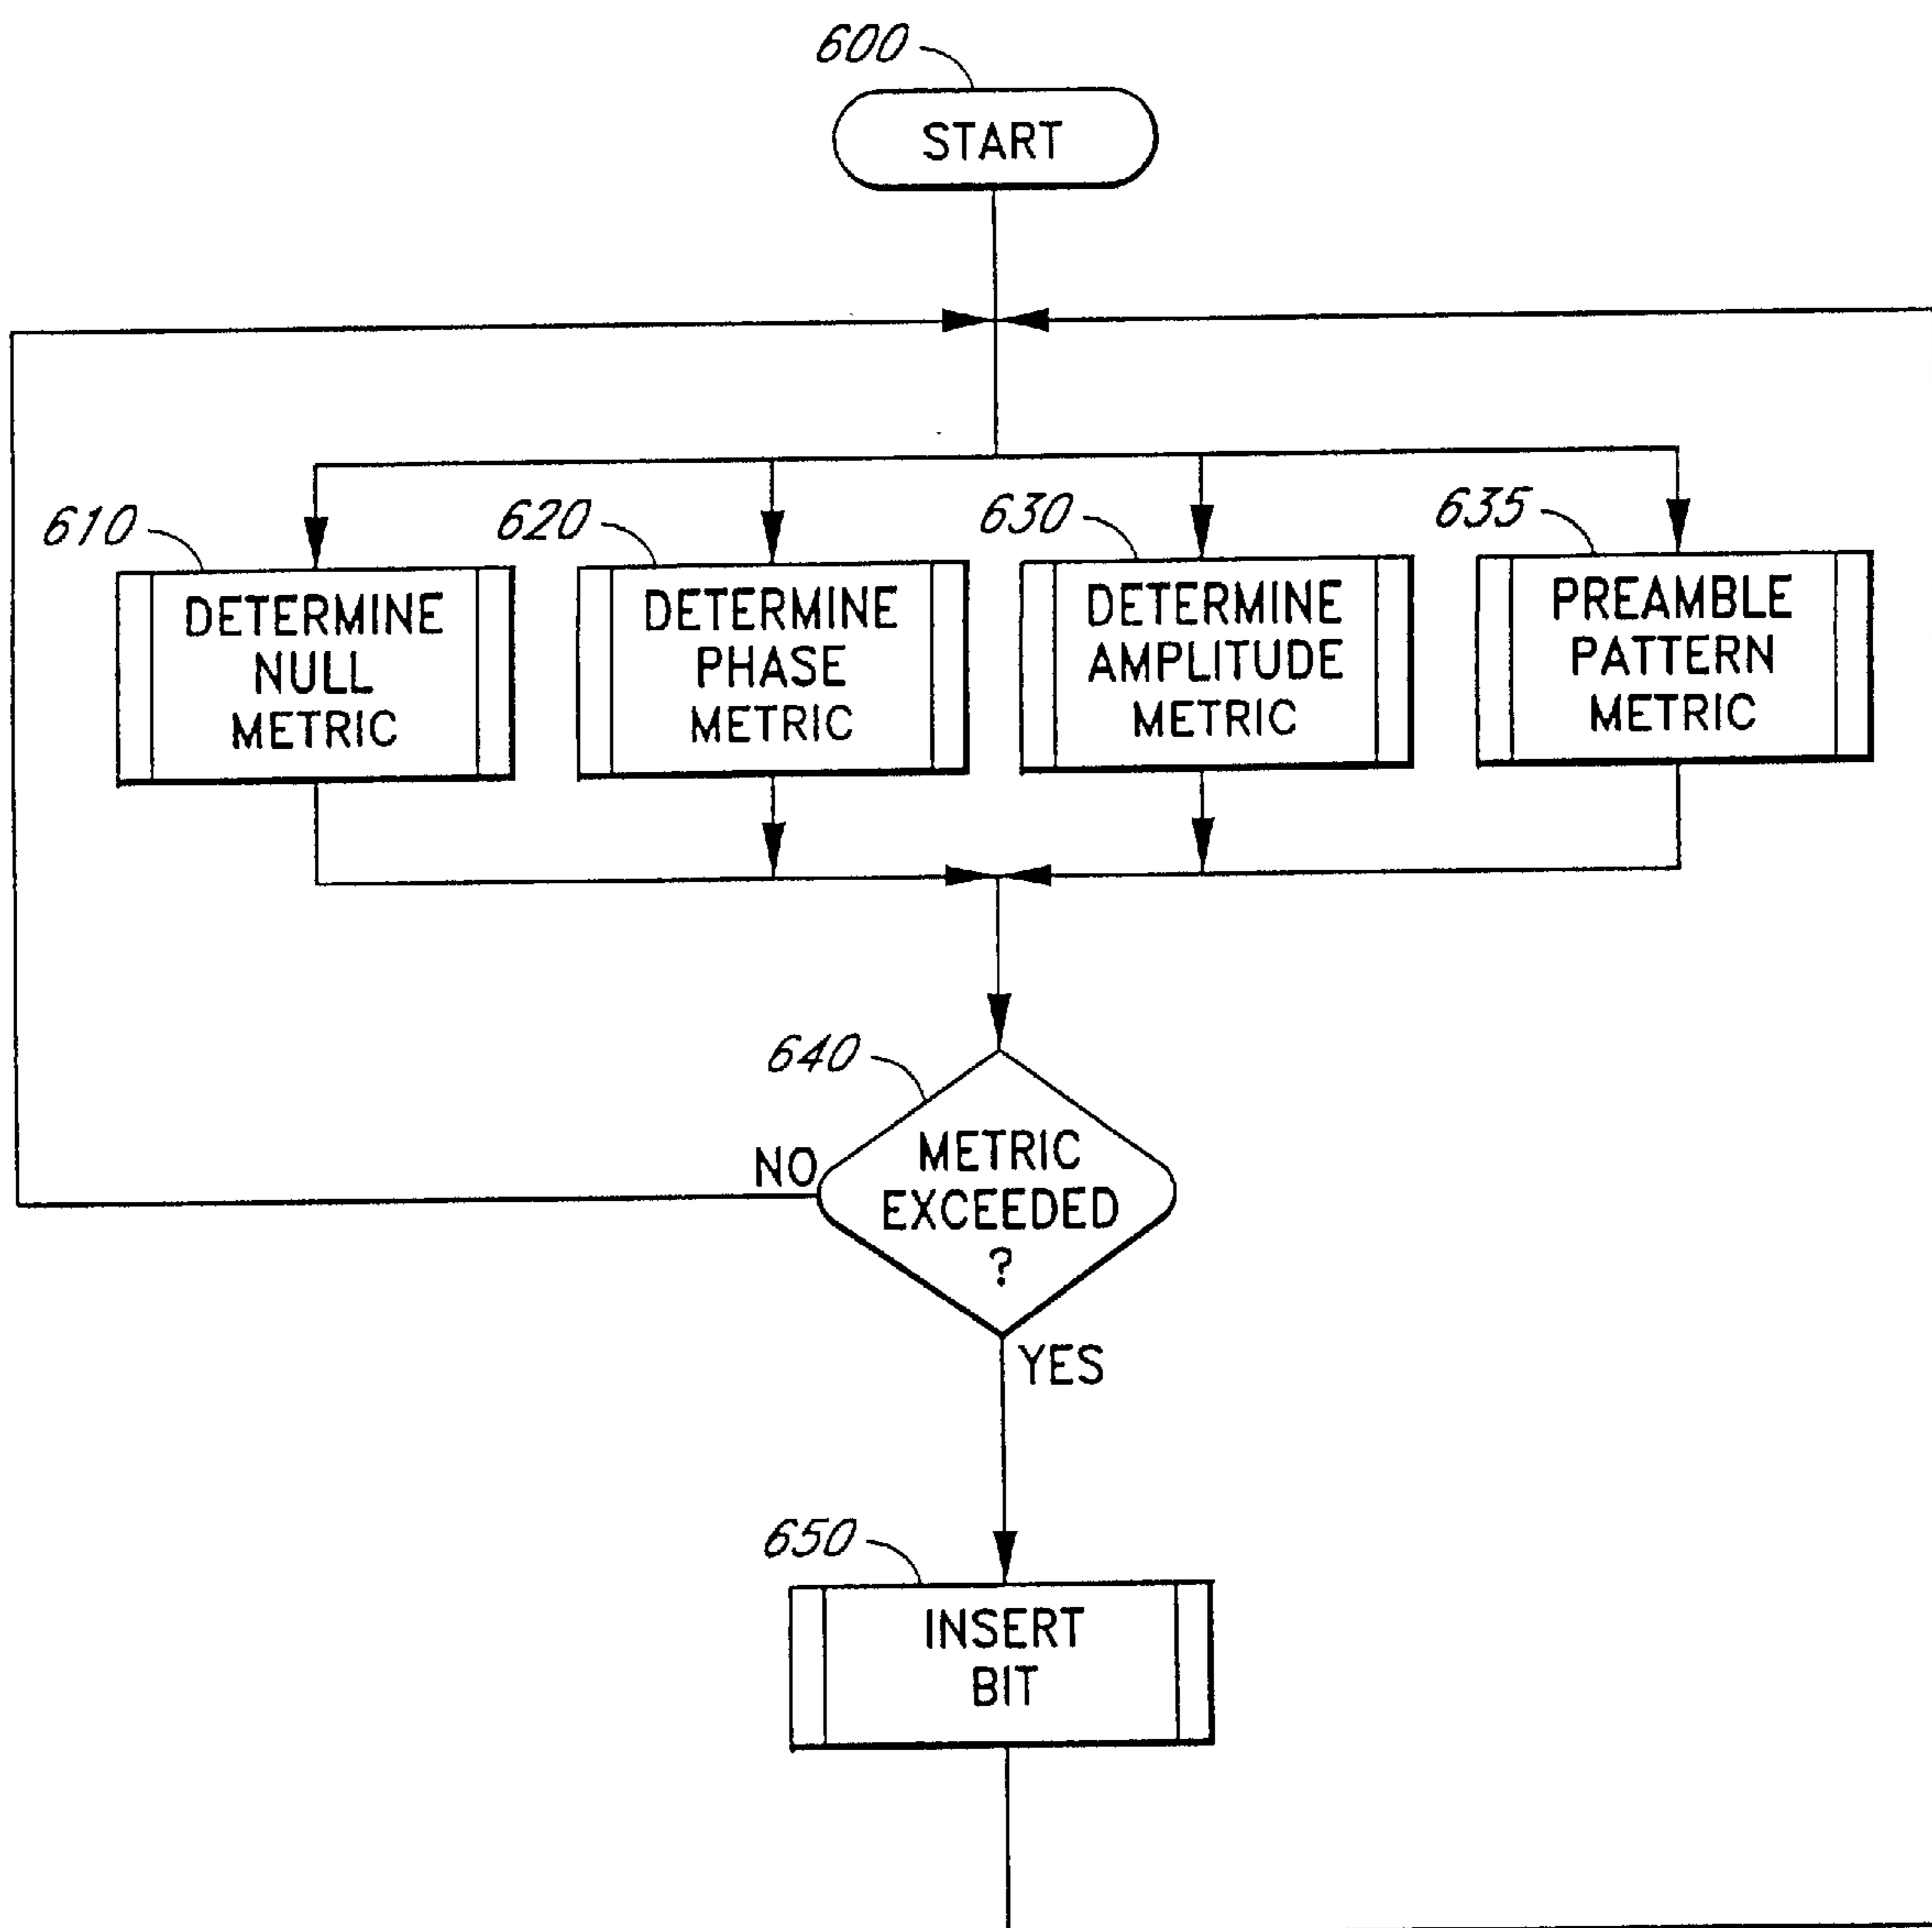 600
START
610
620
630
635
DETERMINE
NULL
METRIC
DETERMINE
PHASE
METRIC
DETERMINE
AMPLITUDE
METRIC
PREAMBLE
PATTERN
METRIC
640
METRIC
EXCEEDED
?
NO
YES
650
INSERT
BIT